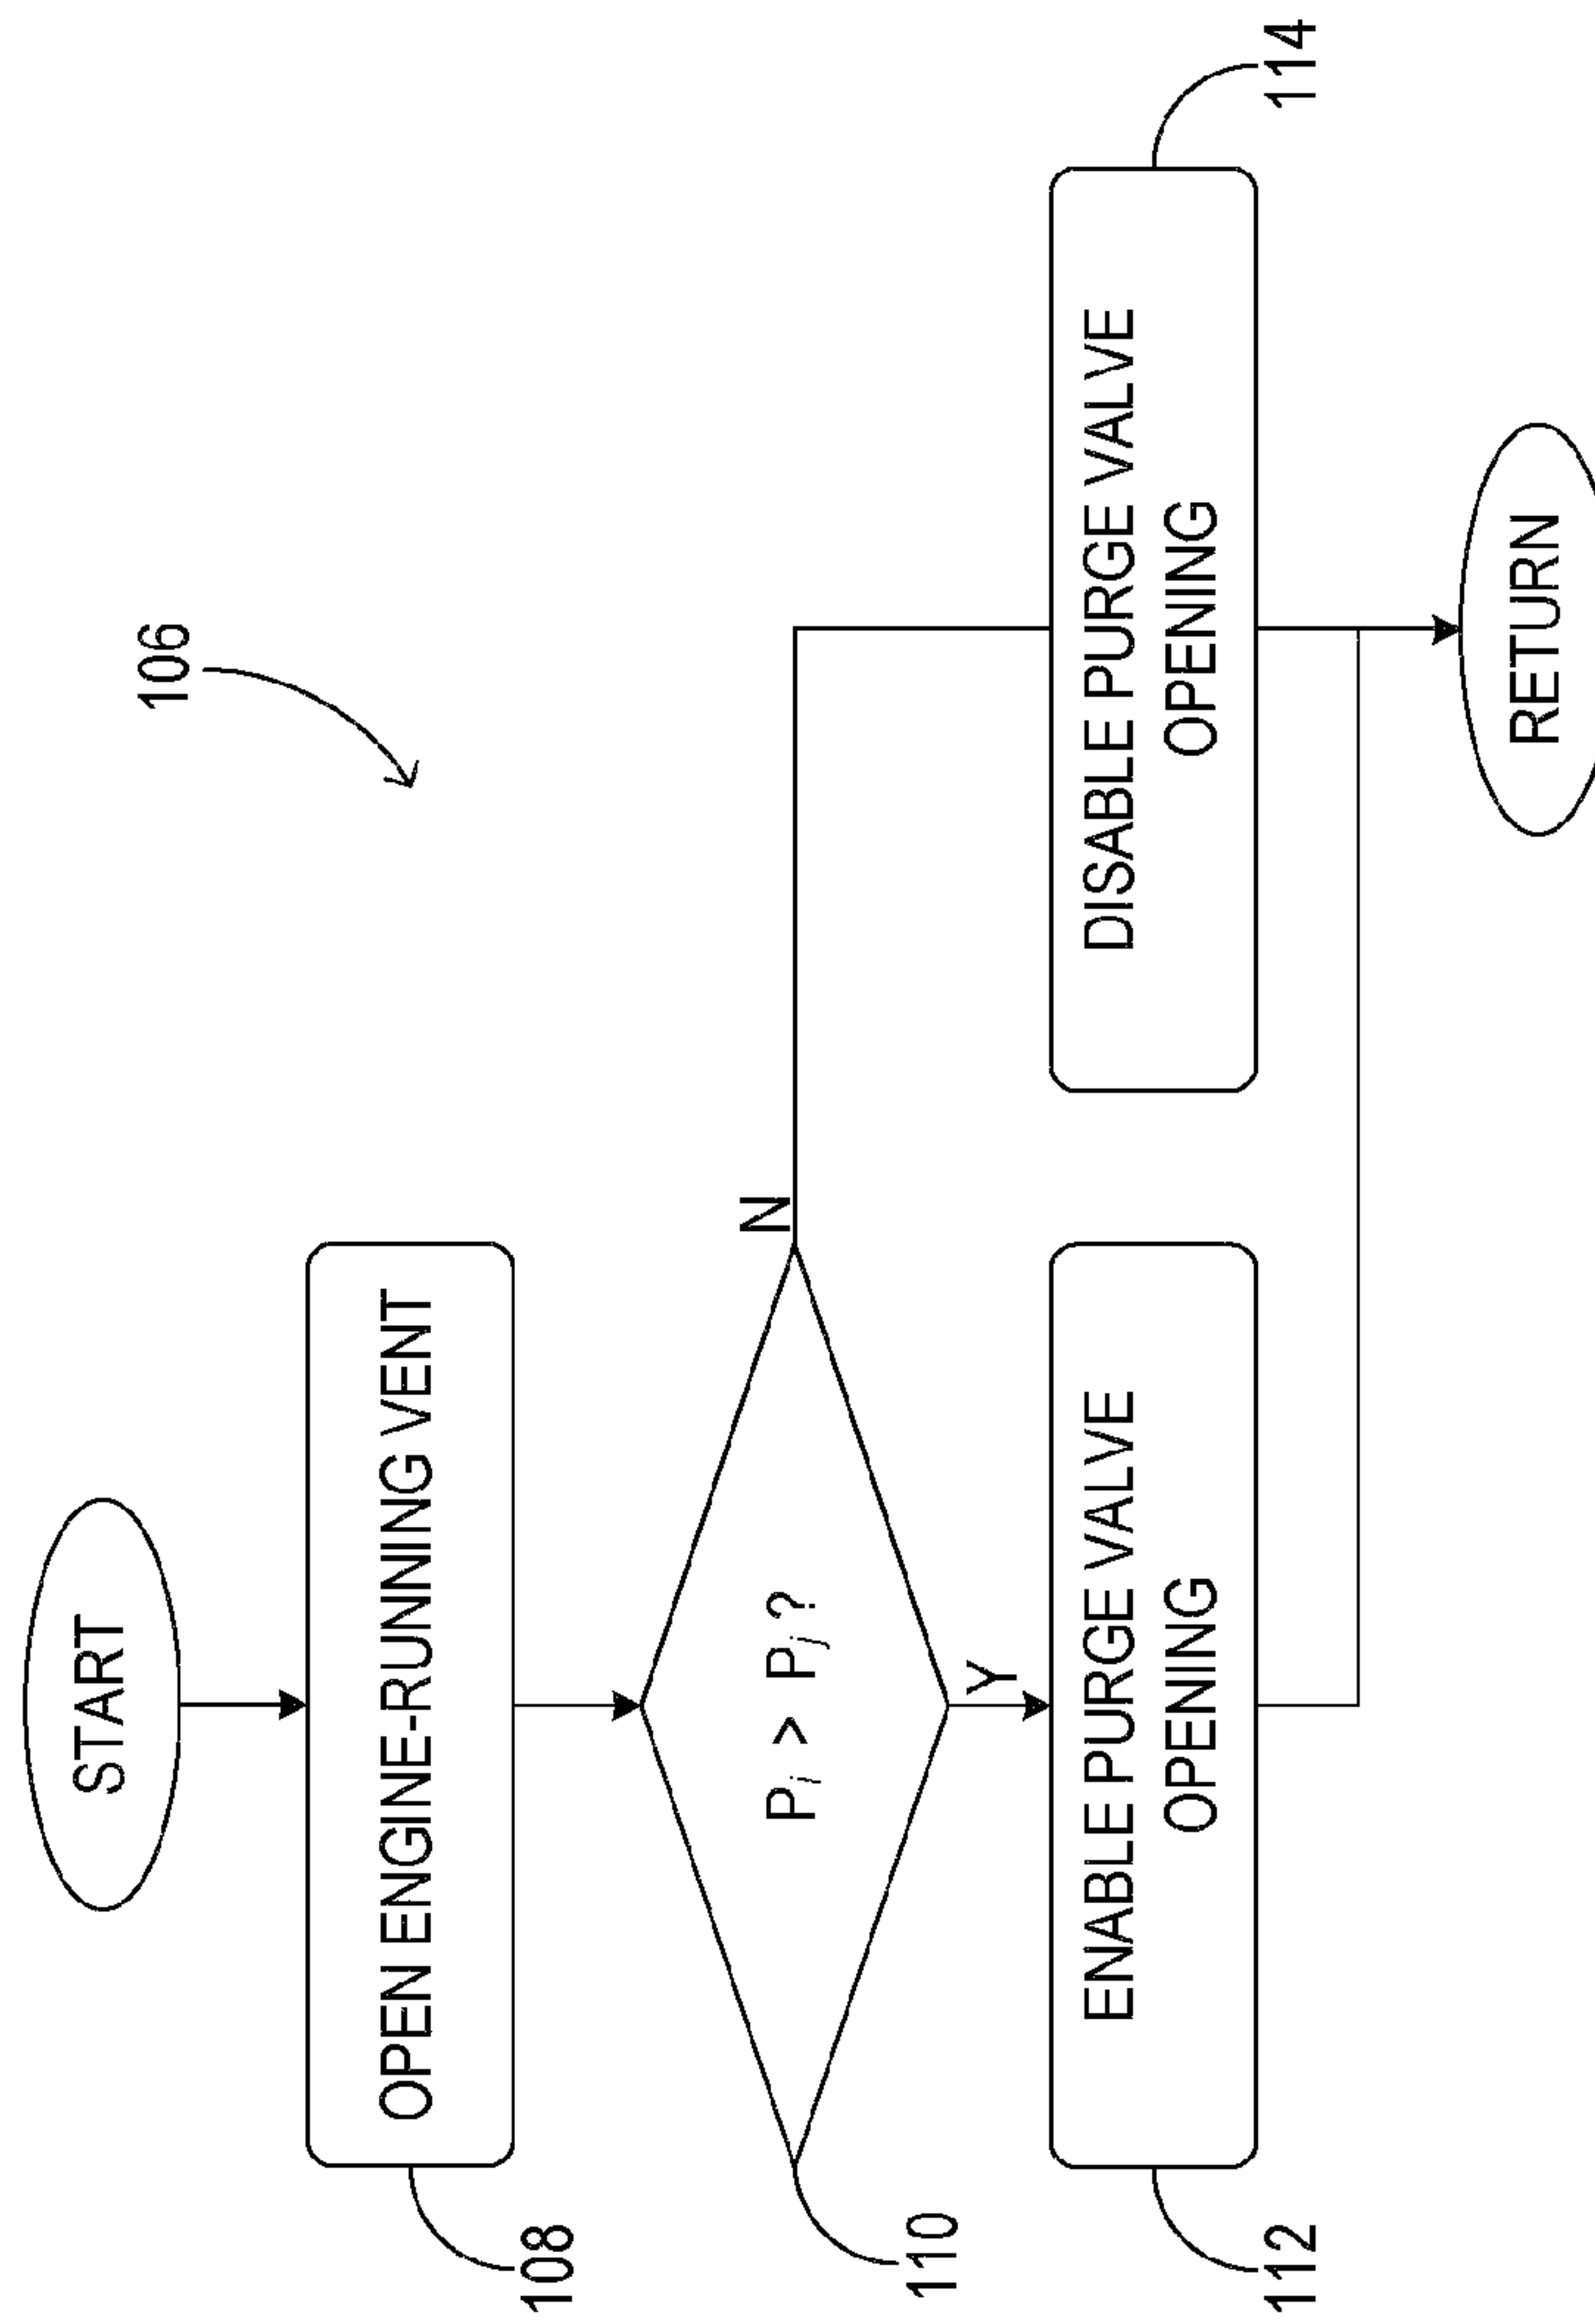 106
START
108
OPEN ENGINE-RUNNING VENT
110
Pᵢ > Pⱼ?
N
Y
112
ENABLE PURGE VALVE
OPENING
DISABLE PURGE VALVE
OPENING
114
RETURN